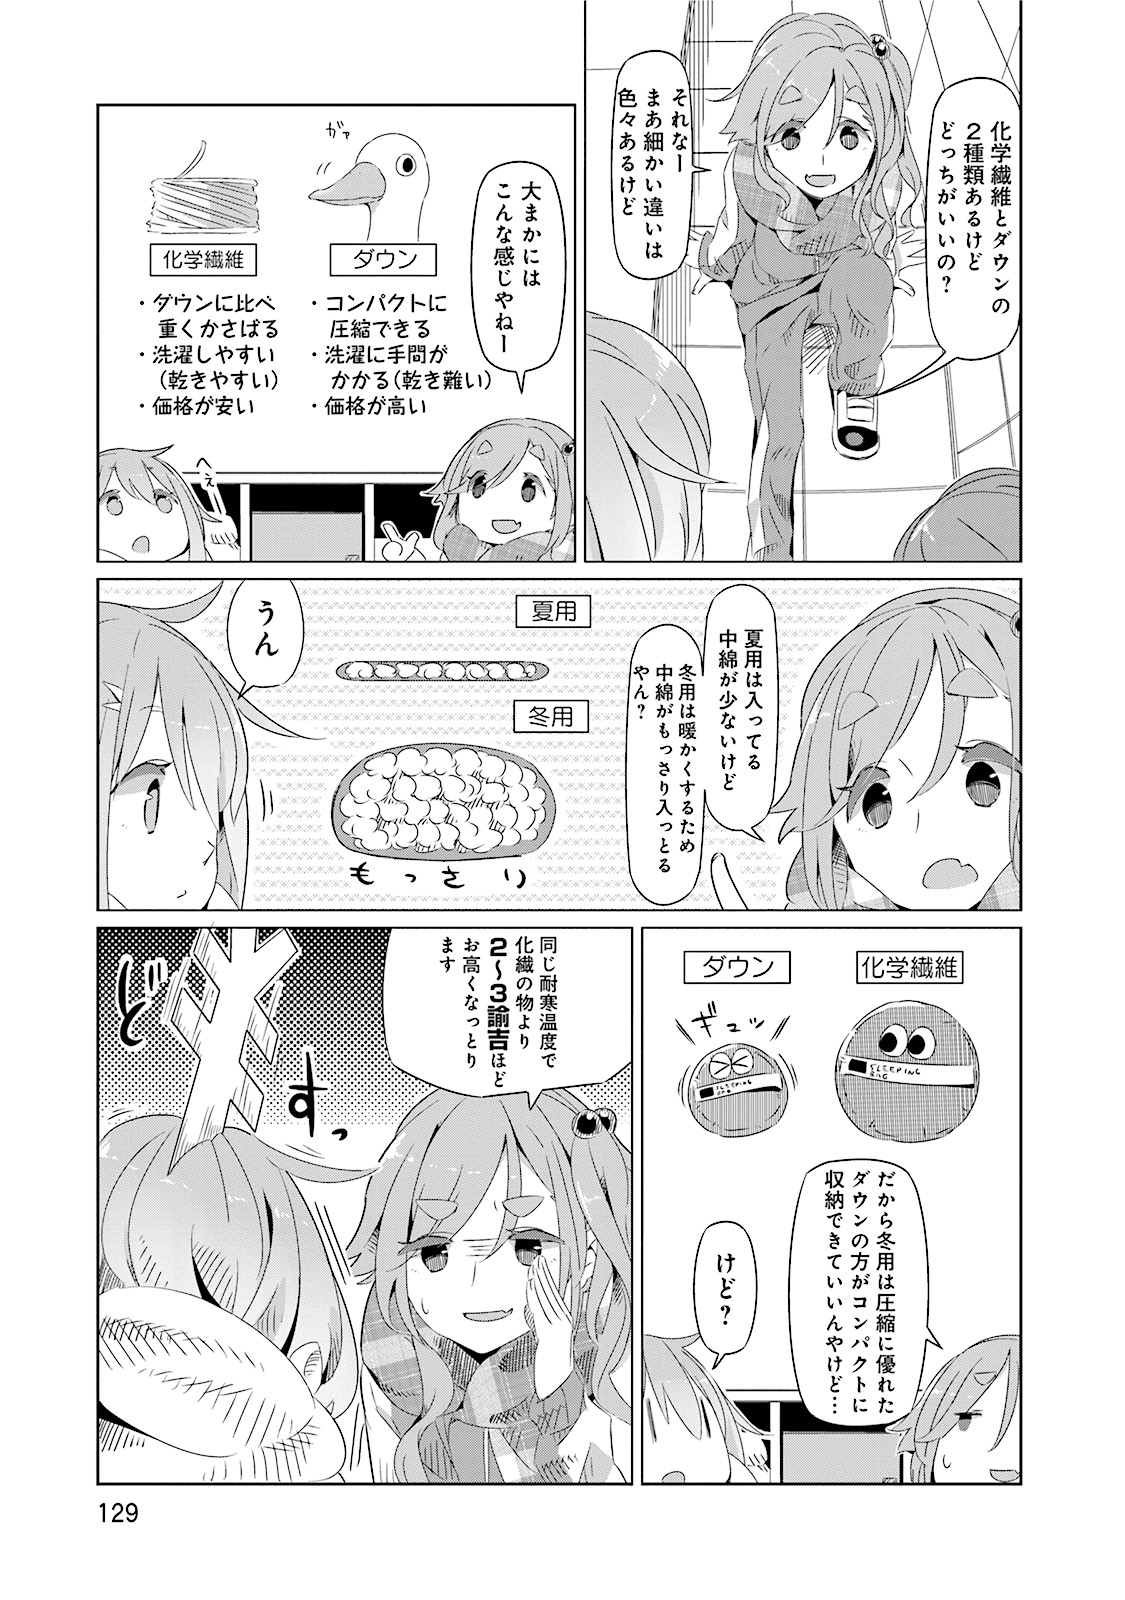 化学繊維とダウンの
2種類あるけど
どっちがいいの?
それなー
まあ細かい違いは
色々あるけど
大まかには
こんな感じやねー
ガァ
ダウン
・コンパクトに
圧縮できる
・洗濯に手間が
かかる(乾き難い)
・価格が高い
化学繊維
・ダウンに比べ
重くかさばる
・洗濯しやすい
(乾きやすい)
・価格が安い
へぇ
夏用は入ってる
中綿が少ないけど
冬用は暖かくするため
中綿がもっさり入っとる
やん?
夏用
冬用
もっさり
うん
化学繊維
ダウン
ギュッ
SLEEPING
BAG
SLEEPING
BAG
だから冬用は圧縮に優れた
ダウンの方がコンパクトに
収納できていいんやけど…
けど?
同じ耐寒温度で
化繊の物より
2〜3諭吉ほど
お高くなっとり
ます
どすっ
129